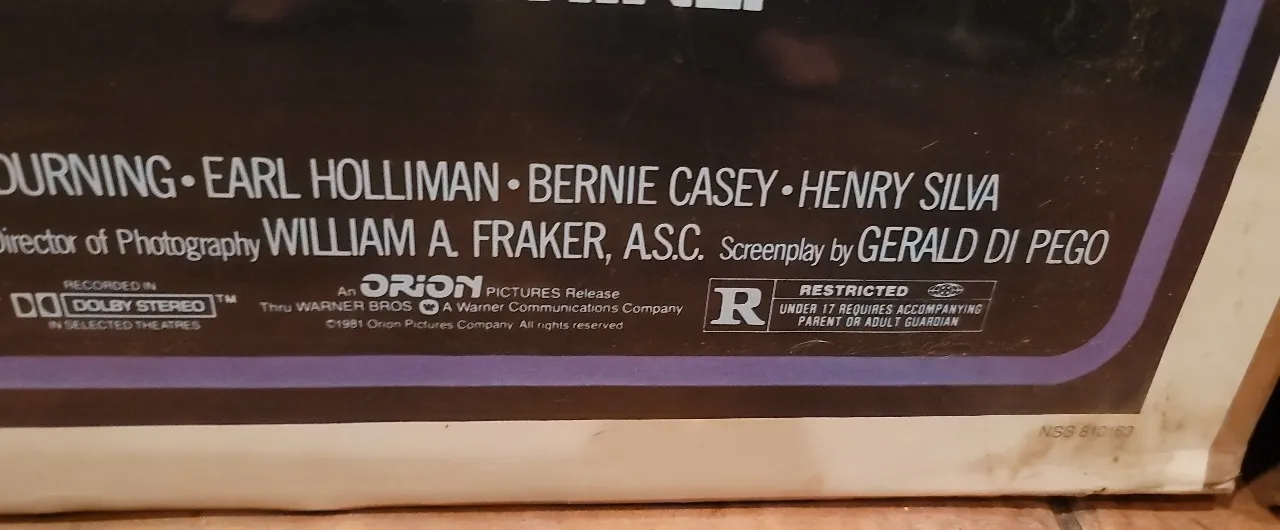 OURNING • EARL HOLLIMAN • BERNIE CASEY • HENRY SILVA
Director of Photography WILLIAM A. FRAKER, A.S.C. Screenplay by GERALD DI PEGO
RECORDED IN
DOLBY STEREO ™
IN SELECTED THEATRES
An ORION PICTURES Release
Thru WARNER BROS W A Warner Communications Company
©1981 Orion Pictures Company All rights reserved
R RESTRICTED
UNDER 17 REQUIRES ACCOMPANYING
PARENT OR ADULT GUARDIAN
NSS 810163